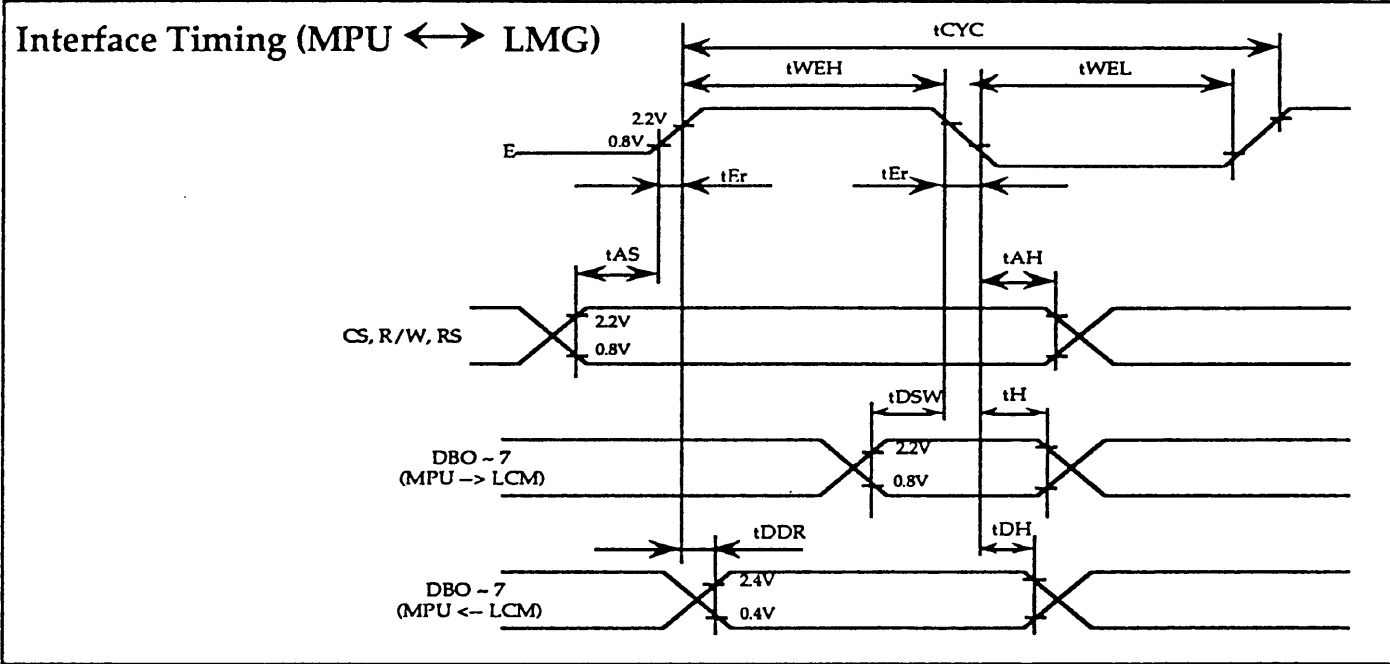 Interface Timing (MPU <-> LMG)
tCYC
tWEH
tWEL
2.2V
0.8V
E
tEr
tEr
tAS
tAH
CS, R/W, RS
2.2V
0.8V
tDSW
tH
DBO ~ 7
(MPU –> LCM)
2.2V
0.8V
tDDR
tDH
DBO ~ 7
(MPU <– LCM)
2.4V
0.4V